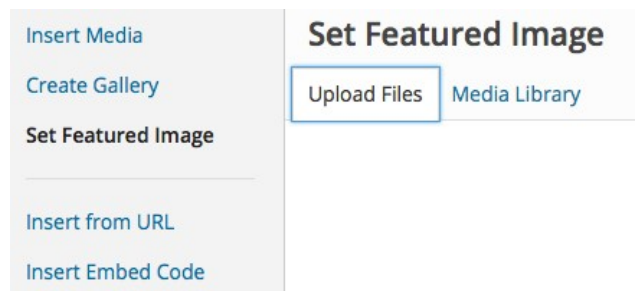 Insert Media
Create Gallery
Set Featured Image
Insert from URL
Insert Embed Code
Set Featured Image
Upload Files
Media Library